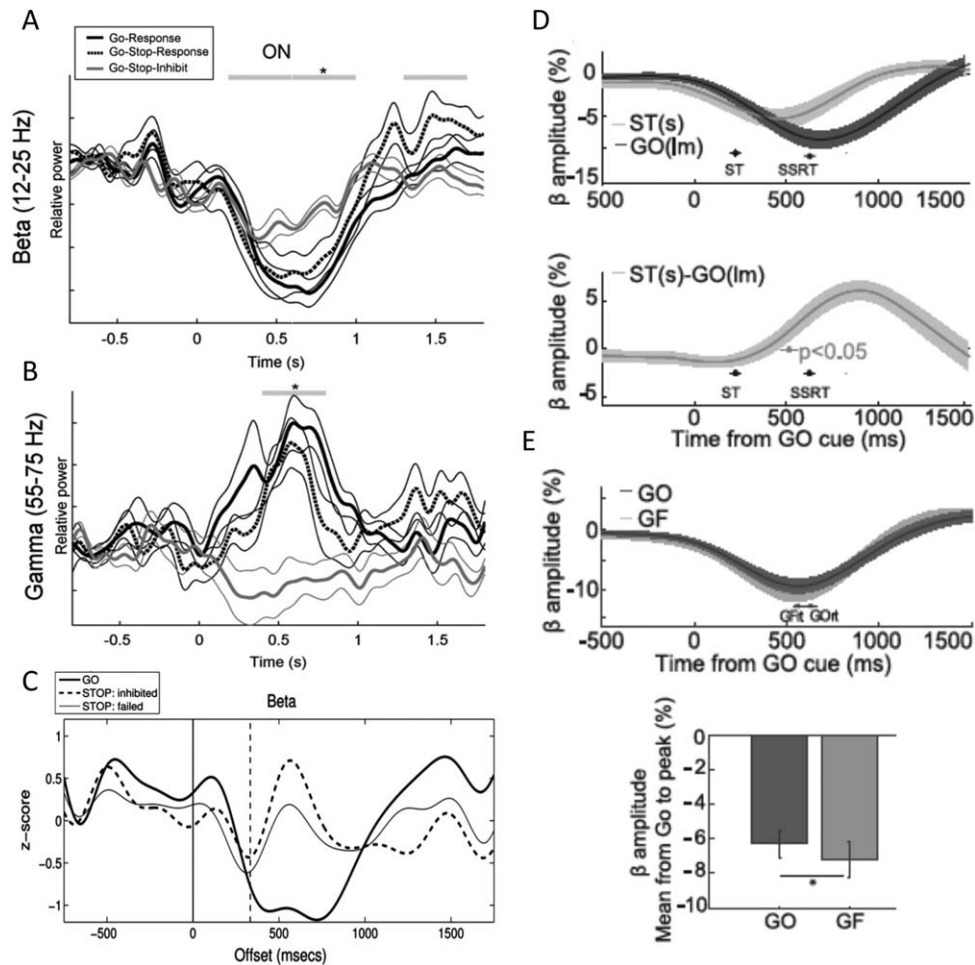 A
Go-Response
Go-Stop-Response
Go-Stop-Inhibit
ON
*
Beta (12-25 Hz)
Relative power
-0.5 0 0.5 1 1.5
Time (s)
B
*
Gamma (55-75 Hz)
Relative power
-0.5 0 0.5 1 1.5
Time (s)
C
GO
STOP: inhibited
STOP: failed
Beta
z-score
1
0.5
0
-0.5
-1
-500 0 500 1000 1500
Offset (msecs)
D
β amplitude (%)
0
-5
-15
ST(s)
GO(lm)
ST SSRT
-500 0 500 1000 1500
β amplitude (%)
5
0
-5
ST(s)-GO(lm)
p<0.05
ST SSRT
0 500 1000 1500
Time from GO cue (ms)
E
β amplitude (%)
0
-10
GO
GF
GFrt GOrt
-500 0 500 1000 1500
Time from GO cue (ms)
β amplitude
Mean from Go to peak (%)
0
-2
-4
-6
-8
-10
*
GO GF